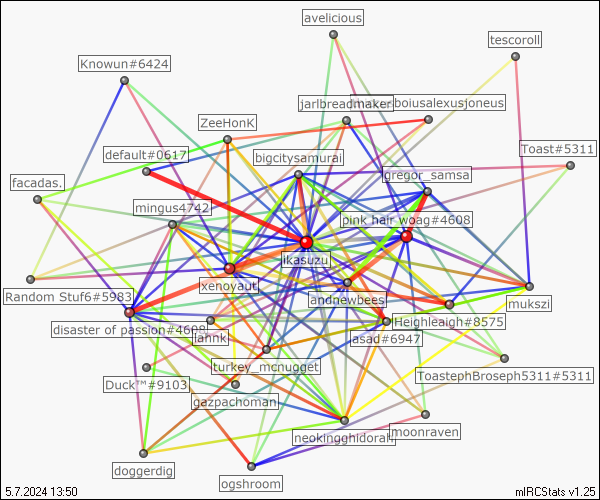 avelicious
tescoroll
Knowun#6424
jarlbreadmaker
boiusalexusjoneus
ZeeHonK
Toast#5311
default#0617
bigcitysamurai
gregor_samsa
facadas.
mingus4742
pink hair woag#4608
ikasuzu
xenoyaut
andnewbees
Random Stuf6#5983
mukszi
disaster of passion#4689
Heighleaigh#8575
lannk
asad#6947
turkey_mcnugget
ToastephBroseph5311#5311
Duck™#9103
gazpachoman
neokingghidorah
moonraven
doggerdig
ogshroom
5.7.2024 13:50
mIRCStats v1.25